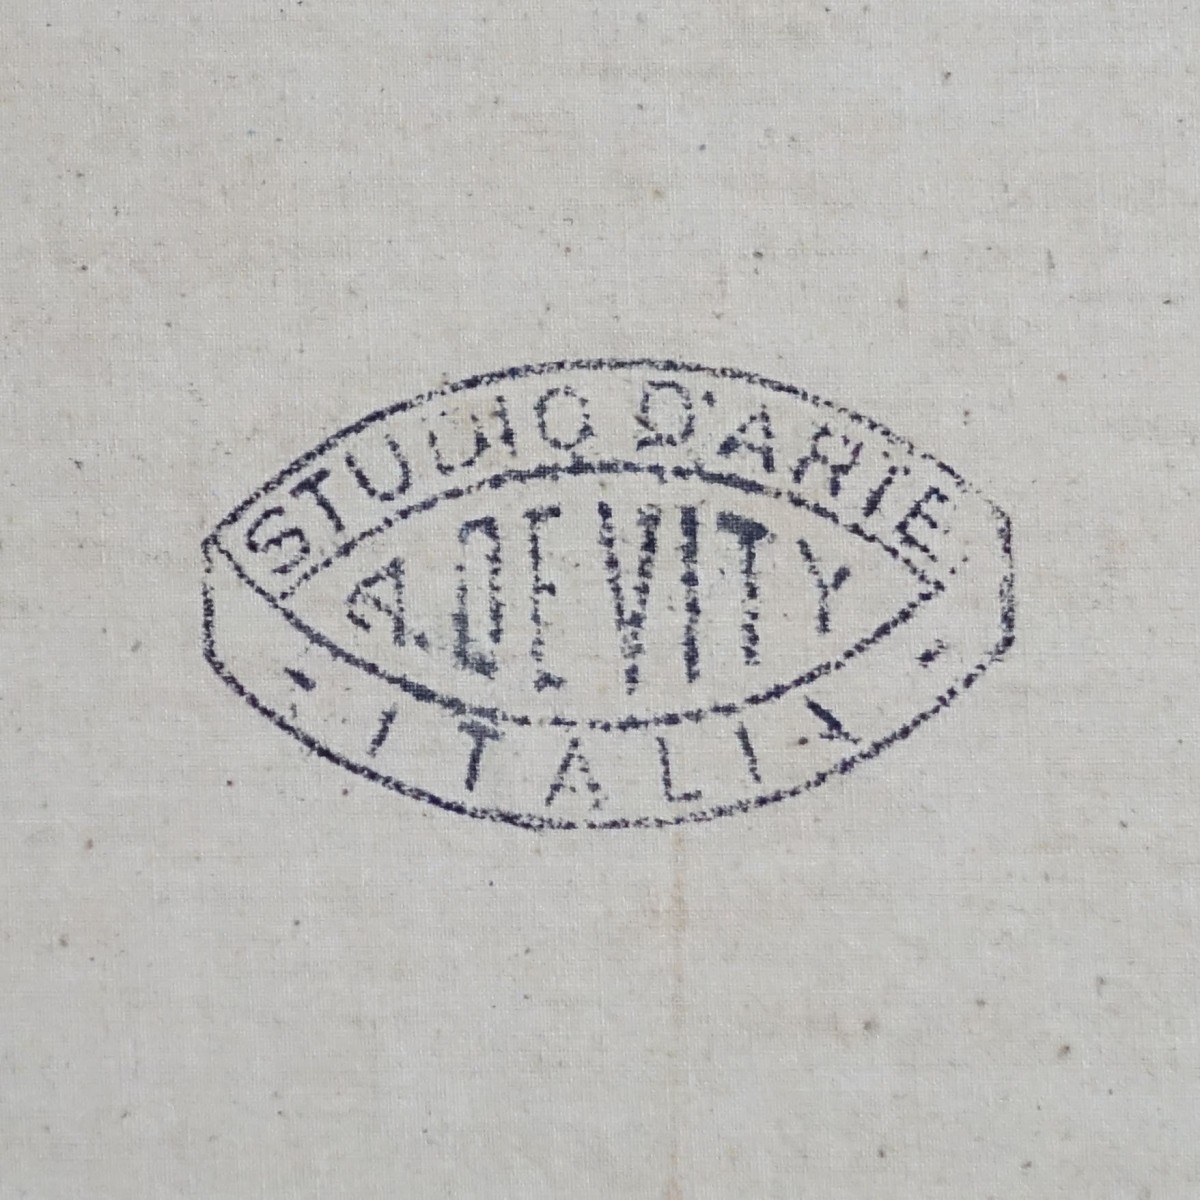 STUDIO D'ARTE
A. DE VITY
- ITALIA -